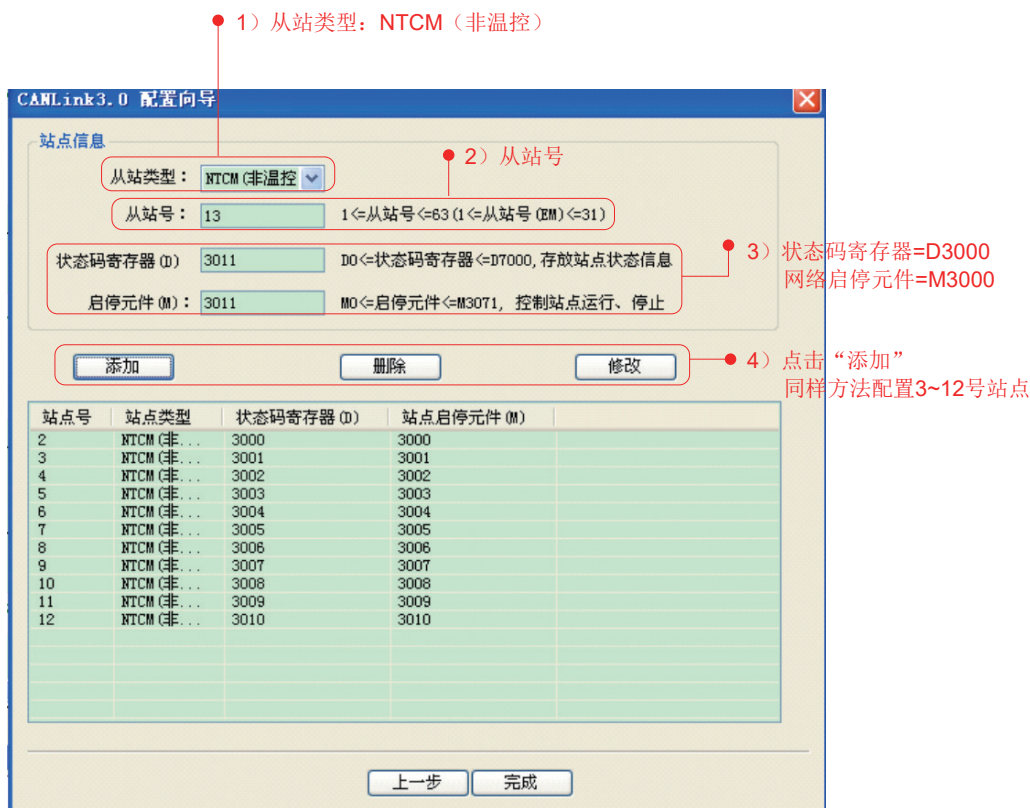 1）从站类型：NTCM（非温控）
CANLink3.0 配置向导
站点信息
2）从站号
从站类型： NTCM(非温控
从站号： 13 1<=从站号<=63(1<=从站号(EM)<=31)
状态码寄存器(D) 3011 D0<=状态码寄存器<=D7000,存放站点状态信息
3）状态码寄存器=D3000
网络启停元件=M3000
启停元件(M)： 3011 M0<=启停元件<=M3071, 控制站点运行、停止
添加 删除 修改
4）点击“添加”
同样方法配置3~12号站点
站点号 站点类型 状态码寄存器(D) 站点启停元件(M)
2 NTCM(非... 3000 3000
3 NTCM(非... 3001 3001
4 NTCM(非... 3002 3002
5 NTCM(非... 3003 3003
6 NTCM(非... 3004 3004
7 NTCM(非... 3005 3005
8 NTCM(非... 3006 3006
9 NTCM(非... 3007 3007
10 NTCM(非... 3008 3008
11 NTCM(非... 3009 3009
12 NTCM(非... 3010 3010
上一步 完成